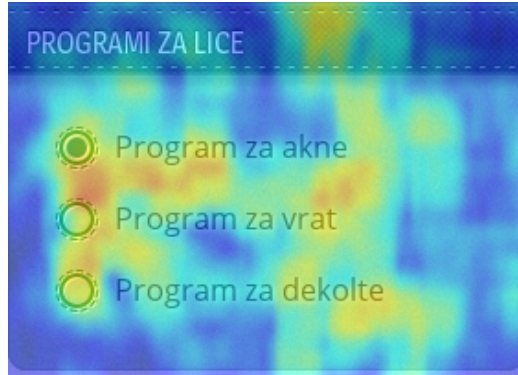 PROGRAMI ZA LICE
Program za akne
Program za vrat
Program za dekolte